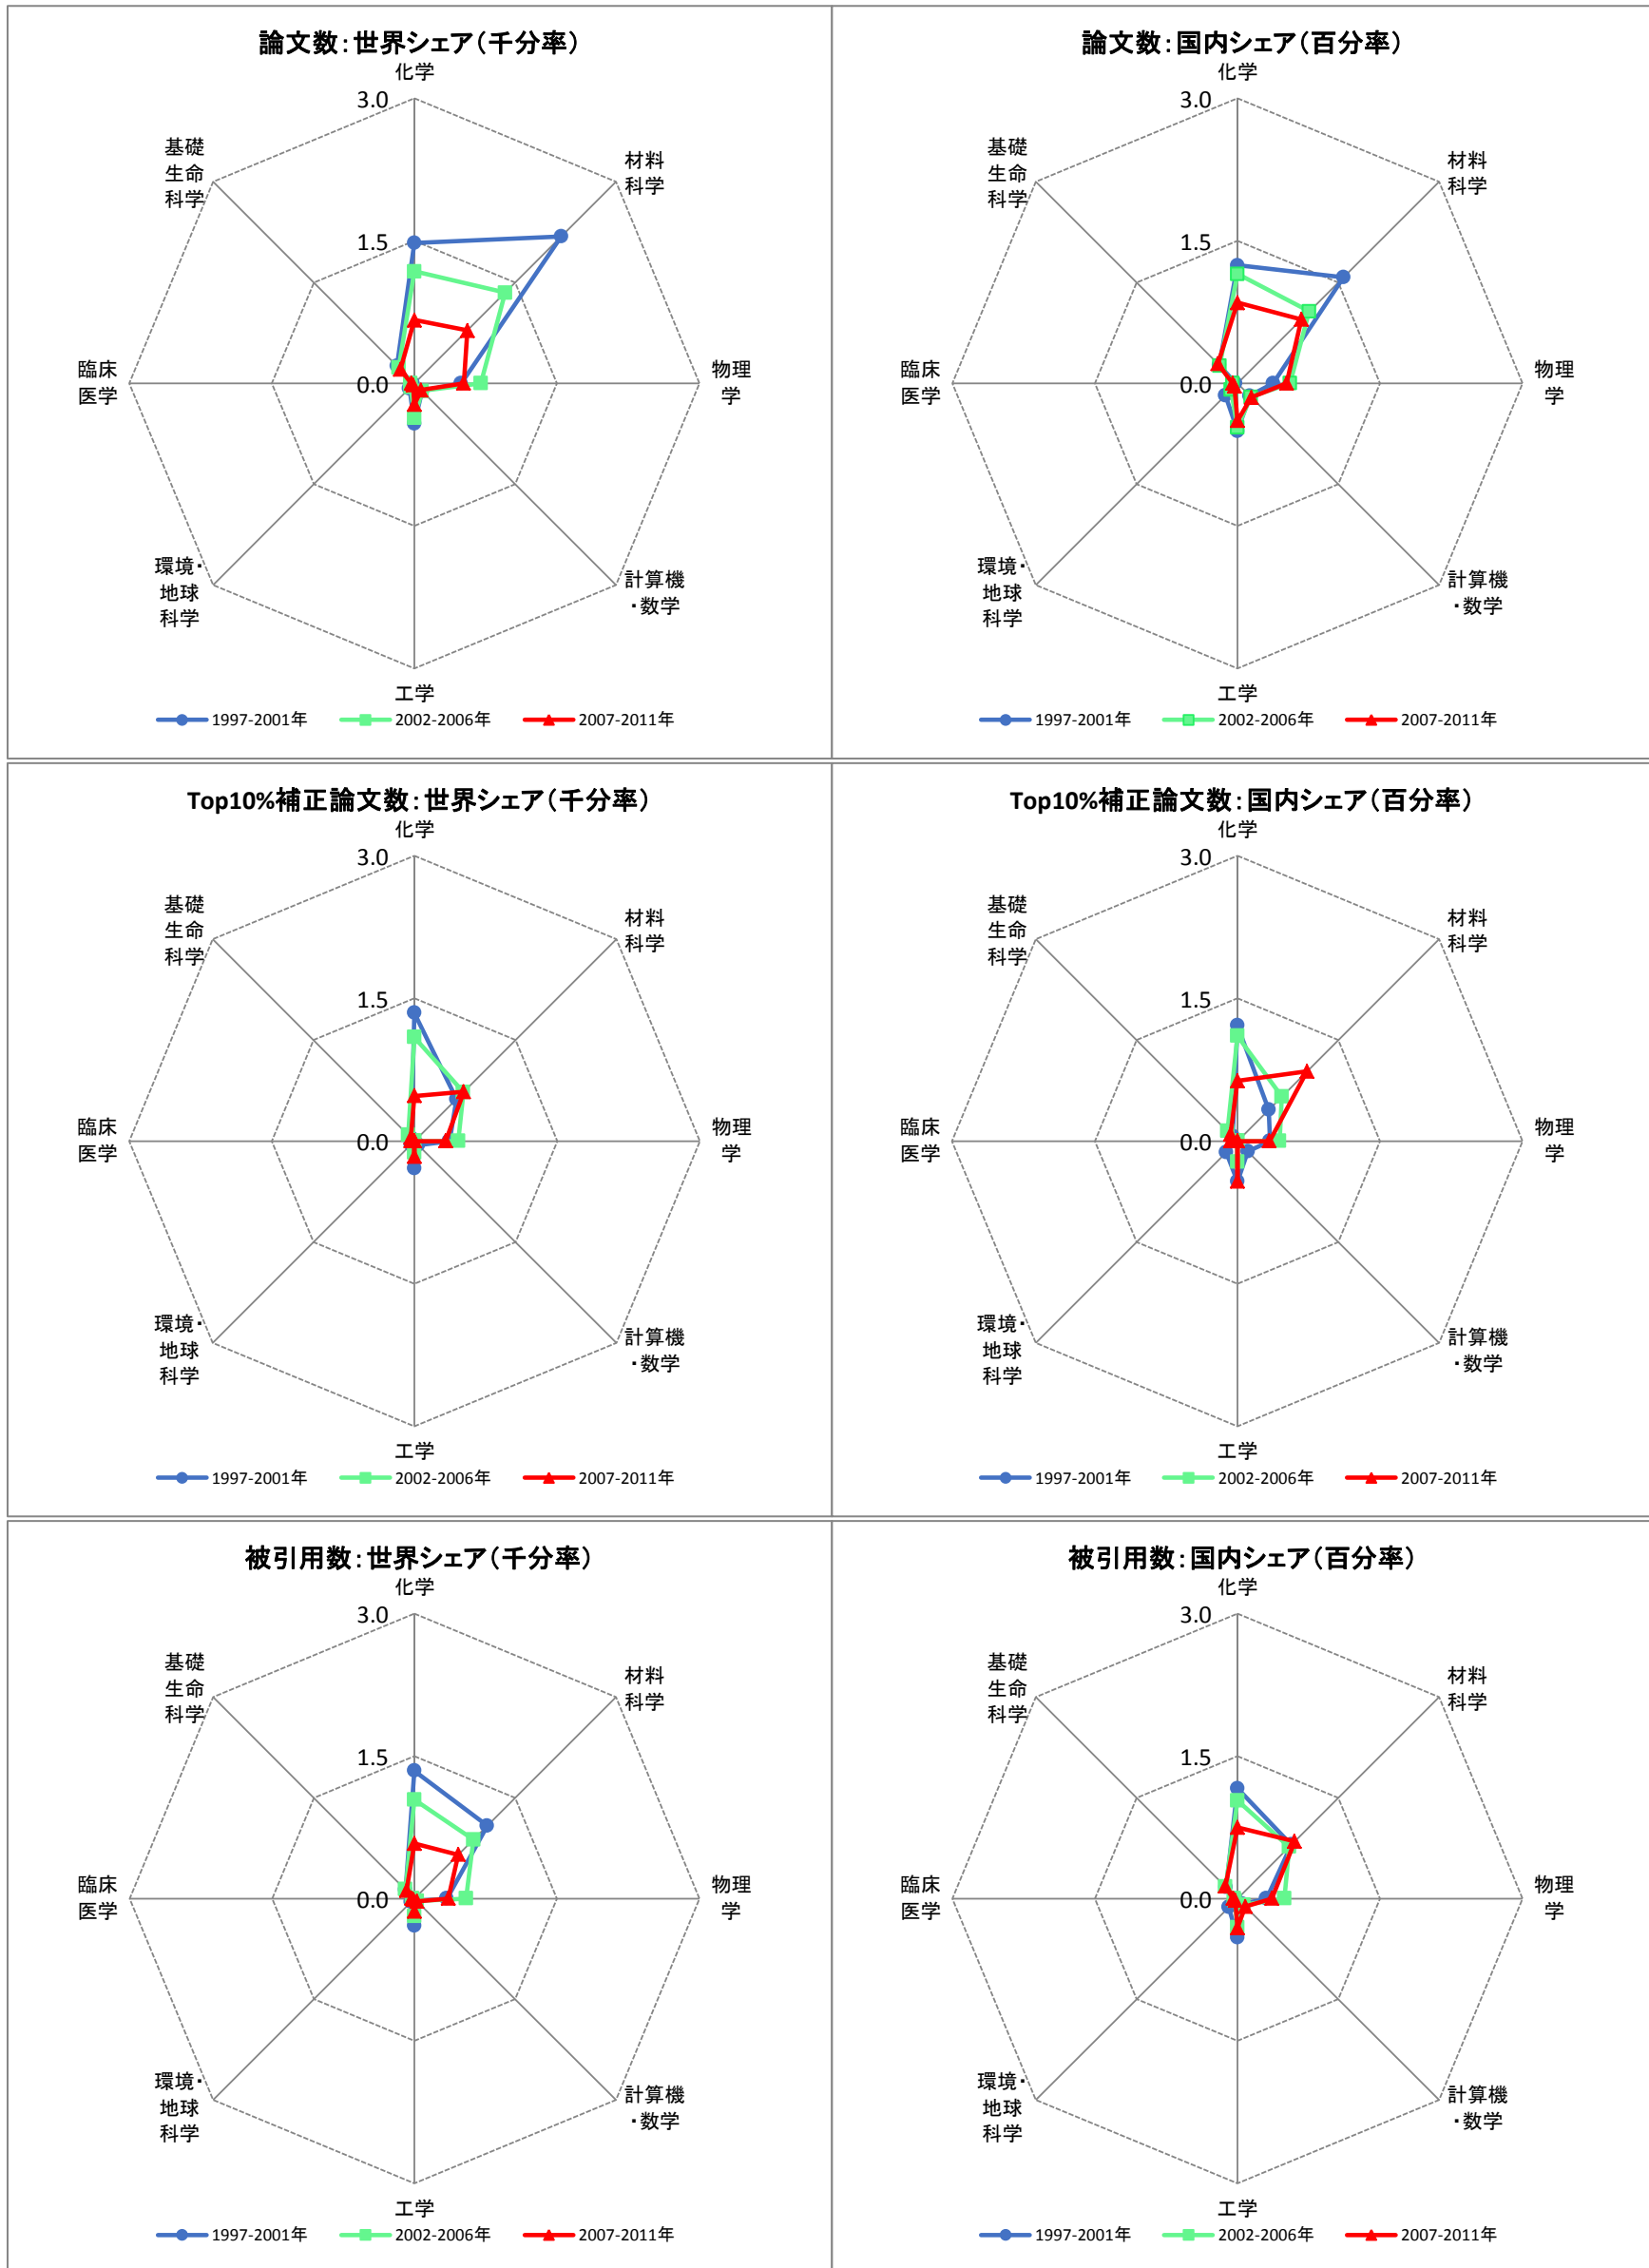 論文数:世界シェア(千分率)
化学
3.0
材料
科学
基礎
生命
科学
1.5
物理
学
臨床
医学
0.0
計算機
・数学
環境・
地球
科学
工学
1997-2001年 2002-2006年 2007-2011年
論文数:国内シェア(百分率)
化学
3.0
材料
科学
基礎
生命
科学
1.5
物理
学
臨床
医学
0.0
計算機
・数学
環境・
地球
科学
工学
1997-2001年 2002-2006年 2007-2011年
Top10%補正論文数:世界シェア(千分率)
化学
3.0
材料
科学
基礎
生命
科学
1.5
物理
学
臨床
医学
0.0
計算機
・数学
環境・
地球
科学
工学
1997-2001年 2002-2006年 2007-2011年
Top10%補正論文数:国内シェア(百分率)
化学
3.0
材料
科学
基礎
生命
科学
1.5
物理
学
臨床
医学
0.0
計算機
・数学
環境・
地球
科学
工学
1997-2001年 2002-2006年 2007-2011年
被引用数:世界シェア(千分率)
化学
3.0
材料
科学
基礎
生命
科学
1.5
物理
学
臨床
医学
0.0
計算機
・数学
環境・
地球
科学
工学
1997-2001年 2002-2006年 2007-2011年
被引用数:国内シェア(百分率)
化学
3.0
材料
科学
基礎
生命
科学
1.5
物理
学
臨床
医学
0.0
計算機
・数学
環境・
地球
科学
工学
1997-2001年 2002-2006年 2007-2011年